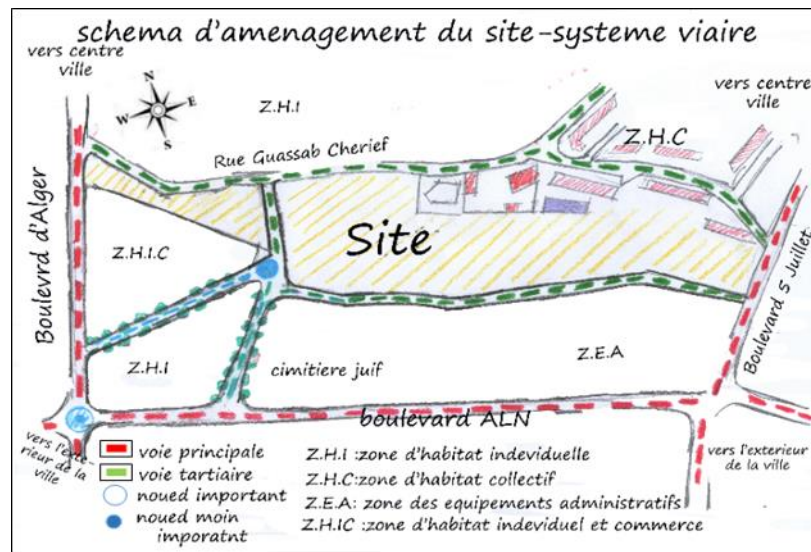 schema d'amenagement du site-systeme viaire
vers centre
ville
N
W E
S
Z.H.I
vers centre
ville
Z.H.C
Rue Guassab Cherief
Boulevrd d'Alger
Site
Z.H.I.C
Boulevard 5 Juillet
Z.H.I
cimitiere juif
Z.E.A
boulevard ALN
vers l'exte-
rieur de la
ville
vers l'exterieur
de la ville
voie principale
voie tartiaire
noued important
noued moin
imporatnt
Z.H.I :zone d'habitat indeviduelle
Z.H.C:zone d'habitat collectif
Z.E.A: zone des equipements administratifs
Z.H.IC :zone d'habitat indeviduel et commerce